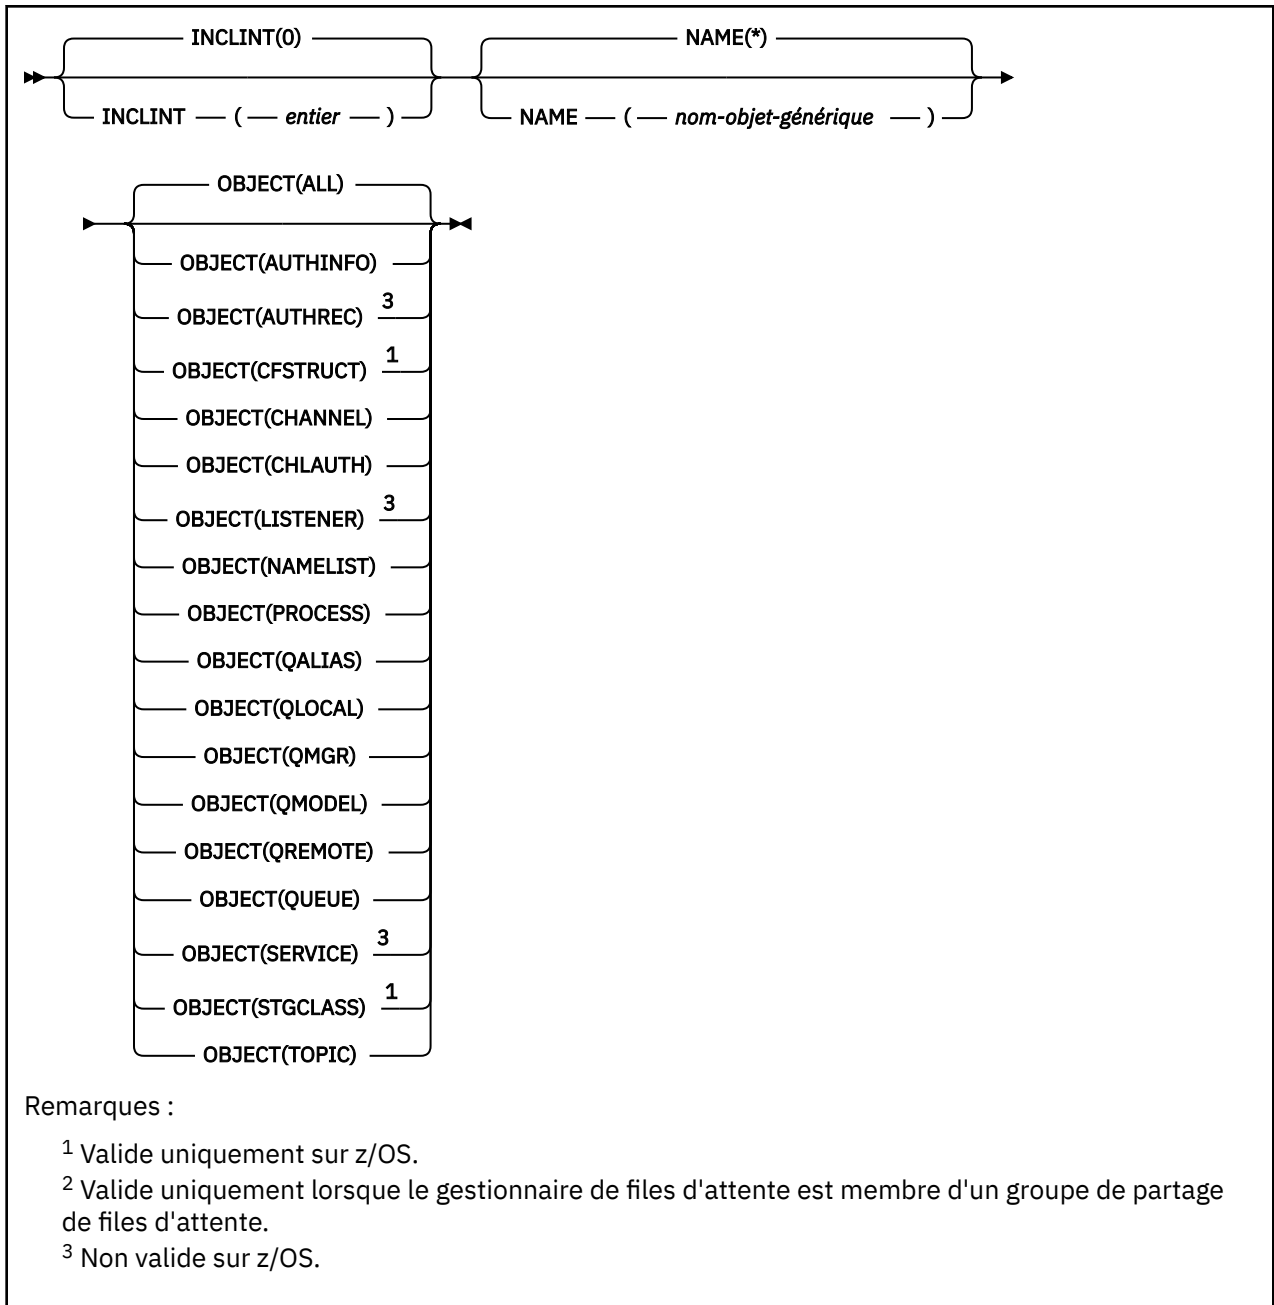 INCLINT(0) NAME(*)
INCLINT ( entier ) NAME ( nom-objet-générique )
OBJECT(ALL)
OBJECT(AUTHINFO)
OBJECT(AUTHREC) 3
OBJECT(CFSTRUCT) 1
OBJECT(CHANNEL)
OBJECT(CHLAUTH)
OBJECT(LISTENER) 3
OBJECT(NAMELIST)
OBJECT(PROCESS)
OBJECT(QALIAS)
OBJECT(QLOCAL)
OBJECT(QMGR)
OBJECT(QMODEL)
OBJECT(QREMOTE)
OBJECT(QUEUE)
OBJECT(SERVICE) 3
OBJECT(STGCLASS) 1
OBJECT(TOPIC)
Remarques :
1 Valide uniquement sur z/OS.
2 Valide uniquement lorsque le gestionnaire de files d'attente est membre d'un groupe de partage
de files d'attente.
3 Non valide sur z/OS.